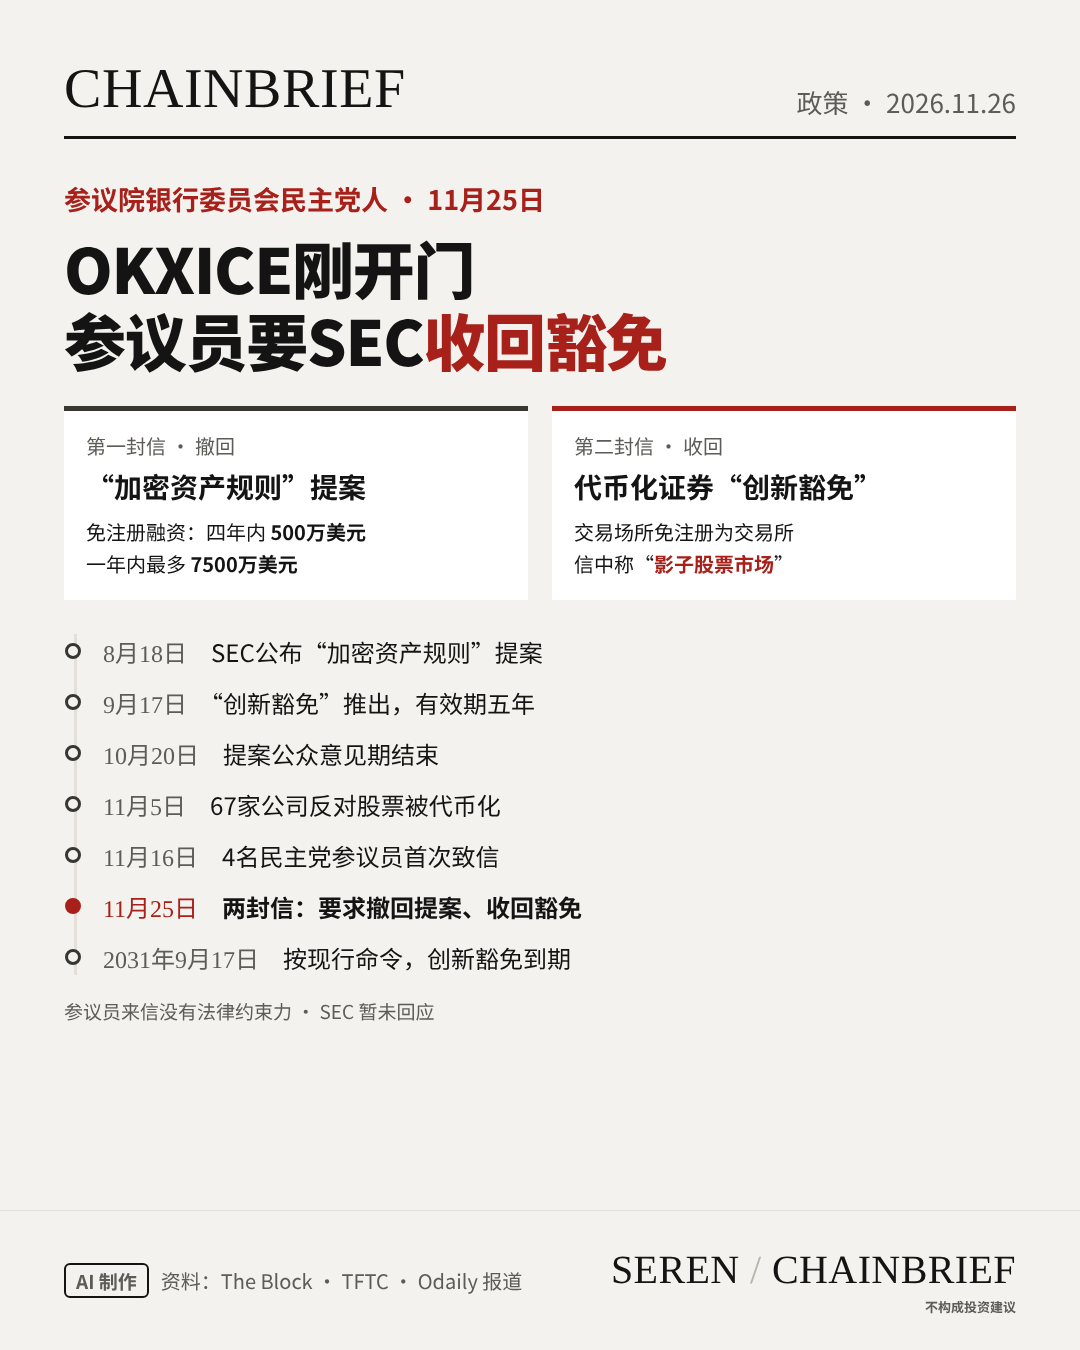 CHAINBRIEF
政策 · 2026.11.26
参议院银行委员会民主党人 · 11月25日
OKXICE刚开门
参议员要SEC收回豁免
第一封信 · 撤回
“加密资产规则”提案
免注册融资：四年内 500万美元
一年内最多 7500万美元
第二封信 · 收回
代币化证券“创新豁免”
交易场所免注册为交易所
信中称“影子股票市场”
8月18日 SEC公布“加密资产规则”提案
9月17日 “创新豁免”推出，有效期五年
10月20日 提案公众意见期结束
11月5日 67家公司反对股票被代币化
11月16日 4名民主党参议员首次致信
11月25日 两封信：要求撤回提案、收回豁免
2031年9月17日 按现行命令，创新豁免到期
参议员来信没有法律约束力 · SEC 暂未回应
AI 制作 资料：The Block · TFTC · Odaily 报道
SEREN / CHAINBRIEF
不构成投资建议